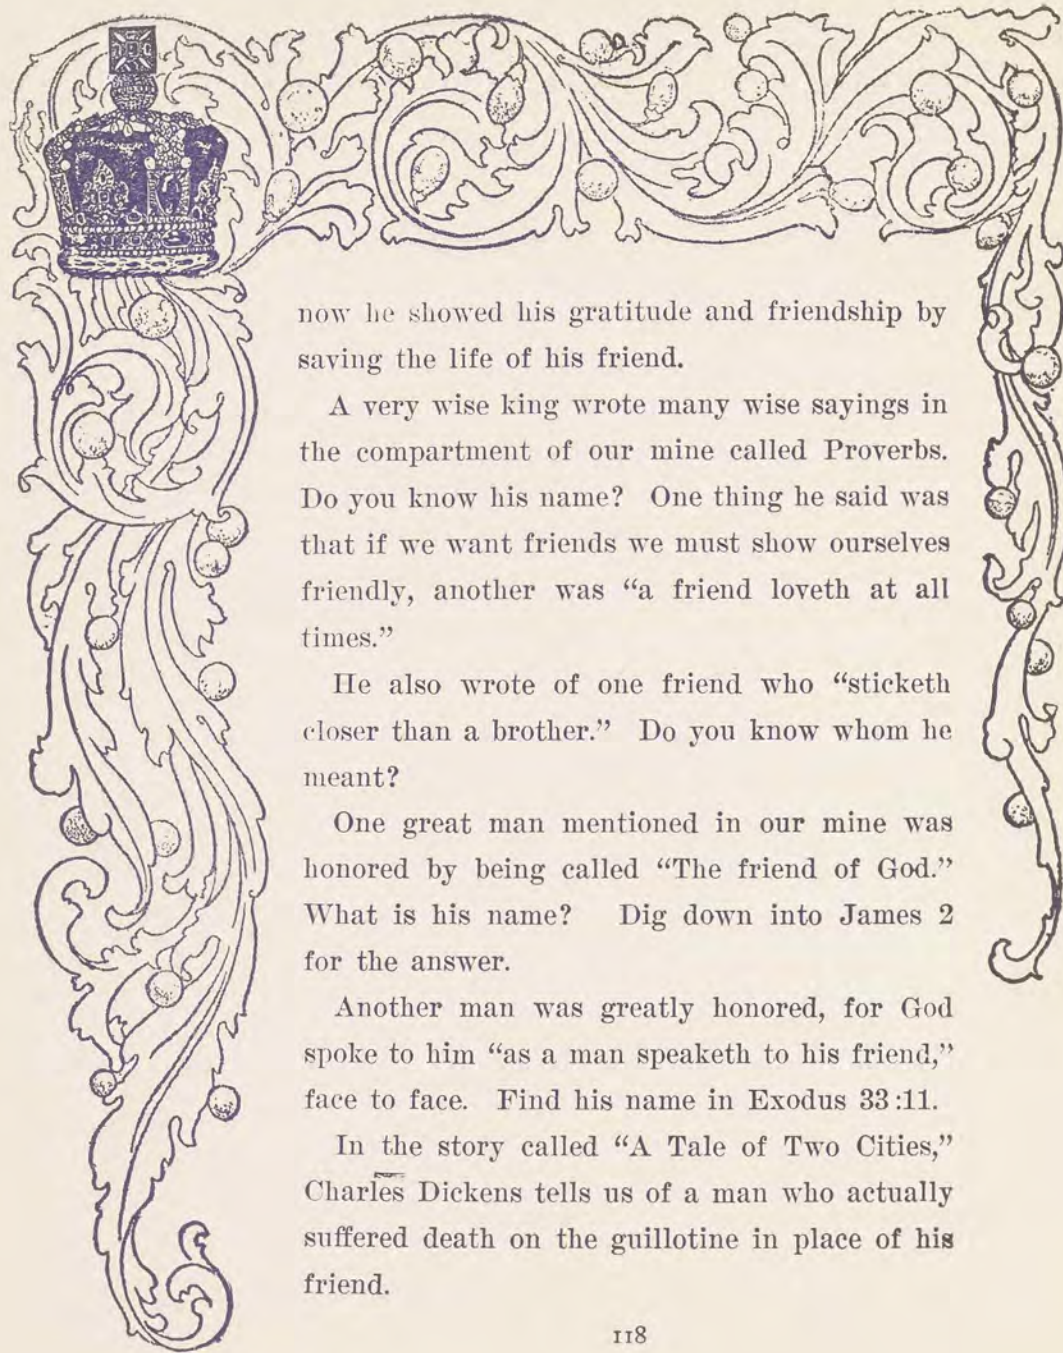 now he showed his gratitude and friendship by
saving the life of his friend.
A very wise king wrote many wise sayings in
the compartment of our mine called Proverbs.
Do you know his name? One thing he said was
that if we want friends we must show ourselves
friendly, another was “a friend loveth at all
times.”
He also wrote of one friend who “sticketh
closer than a brother.” Do you know whom he
meant?
One great man mentioned in our mine was
honored by being called “The friend of God.”
What is his name? Dig down into James 2
for the answer.
Another man was greatly honored, for God
spoke to him “as a man speaketh to his friend,”
face to face. Find his name in Exodus 33:11.
In the story called “A Tale of Two Cities,”
Charles Dickens tells us of a man who actually
suffered death on the guillotine in place of his
friend.
118